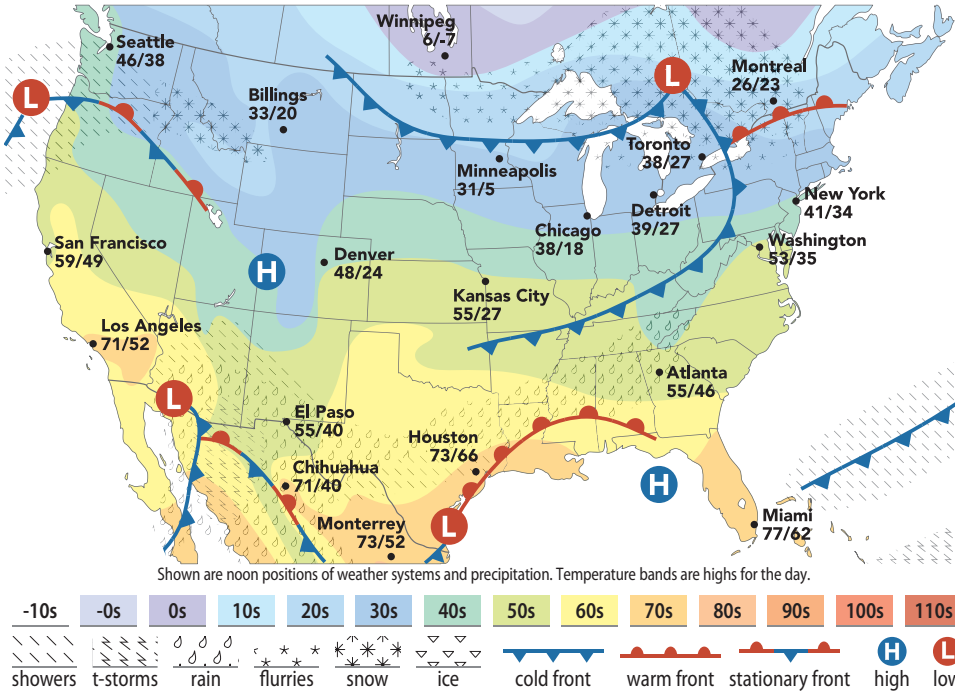 Winnipeg
6/-7
Seattle
46/38
L
L
Montreal
26/23
Billings
33/20
Toronto
38/27
Minneapolis
31/5
New York
41/34
Detroit
39/27
Chicago
38/18
San Francisco
59/49
H
Denver
48/24
Washington
53/35
Kansas City
55/27
Los Angeles
71/52
Atlanta
55/46
L
El Paso
55/40
Houston
73/66
Chihuahua
71/40
H
Monterrey
73/52
L
Miami
77/62
Shown are noon positions of weather systems and precipitation. Temperature bands are highs for the day.
-10s -0s 0s 10s 20s 30s 40s 50s 60s 70s 80s 90s 100s 110s
H L
showers t-storms rain flurries snow ice cold front warm front stationary front high low